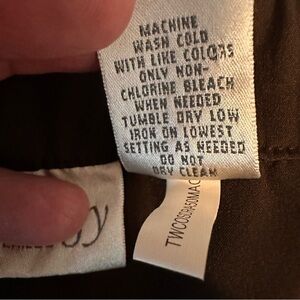 MACHINE
WASH COLD
WITH LIKE COLORS
ONLY NON-
CHLORINE BLEACH
WHEN NEEDED
TUMBLE DRY LOW
IRON ON LOWEST
SETTING AS NEEDED
DO NOT
DRY CLEAN